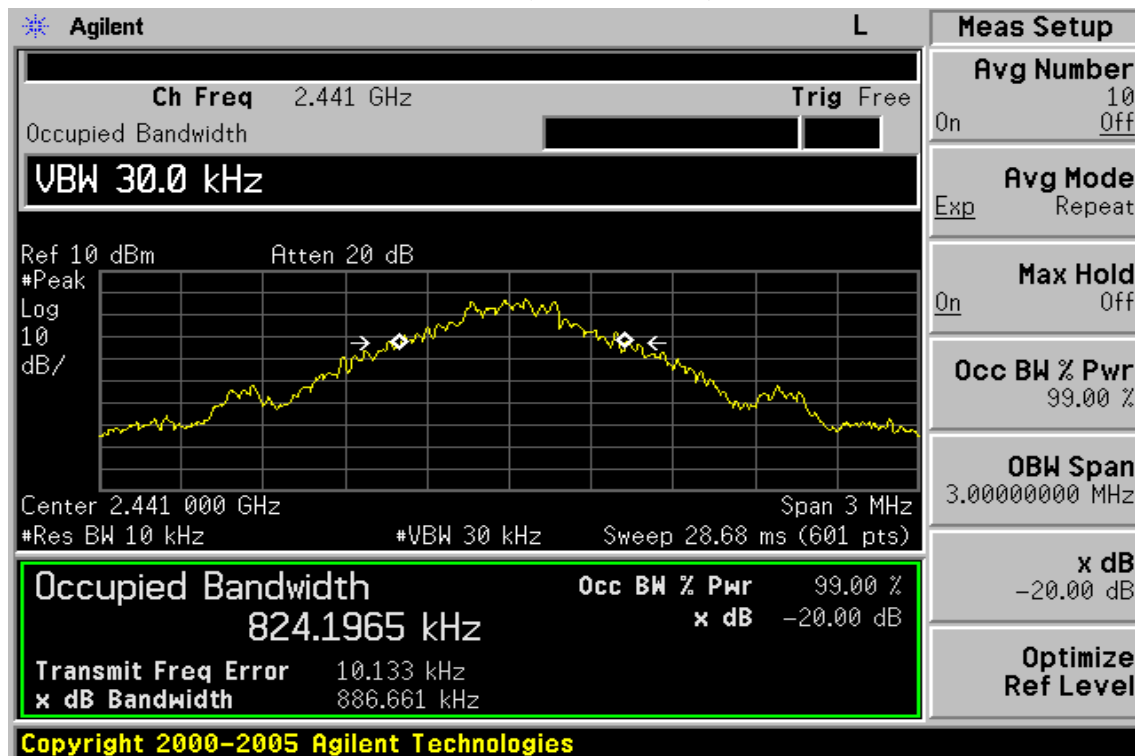 Agilent L Meas Setup
Ch Freq 2.441 GHz Trig Free
Occupied Bandwidth
VBW 30.0 kHz
Ref 10 dBm Atten 20 dB
#Peak
Log
10
dB/
Center 2.441 000 GHz Span 3 MHz
#Res BW 10 kHz #VBW 30 kHz Sweep 28.68 ms (601 pts)
Occupied Bandwidth
824.1965 kHz
Occ BW % Pwr 99.00 %
x dB -20.00 dB
Transmit Freq Error 10.133 kHz
x dB Bandwidth 886.661 kHz
Avg Number
10
On Off
Avg Mode
Exp Repeat
Max Hold
On Off
Occ BW % Pwr
99.00 %
OBW Span
3.00000000 MHz
x dB
-20.00 dB
Optimize
Ref Level
Copyright 2000-2005 Agilent Technologies